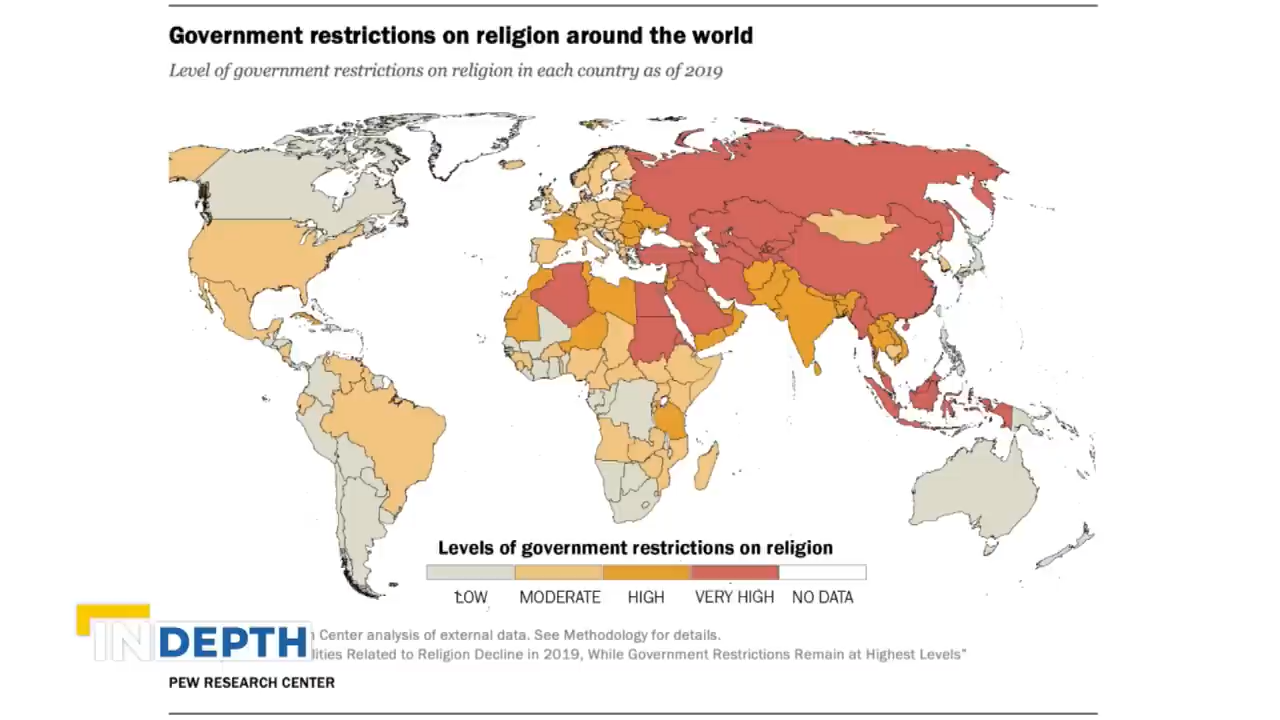 Government restrictions on religion around the world
Level of government restrictions on religion in each country as of 2019
Levels of government restrictions on religion
LOW MODERATE HIGH VERY HIGH NO DATA
Center analysis of external data. See Methodology for details.
Related to Religion Decline in 2019, While Government Restrictions Remain at Highest Levels”
INDEPTH
PEW RESEARCH CENTER